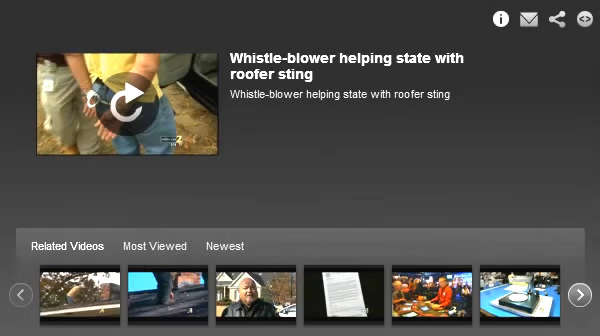 Whistle-blower helping state with
roofer sting
Whistle-blower helping state with roofer sting
Related Videos Most Viewed Newest